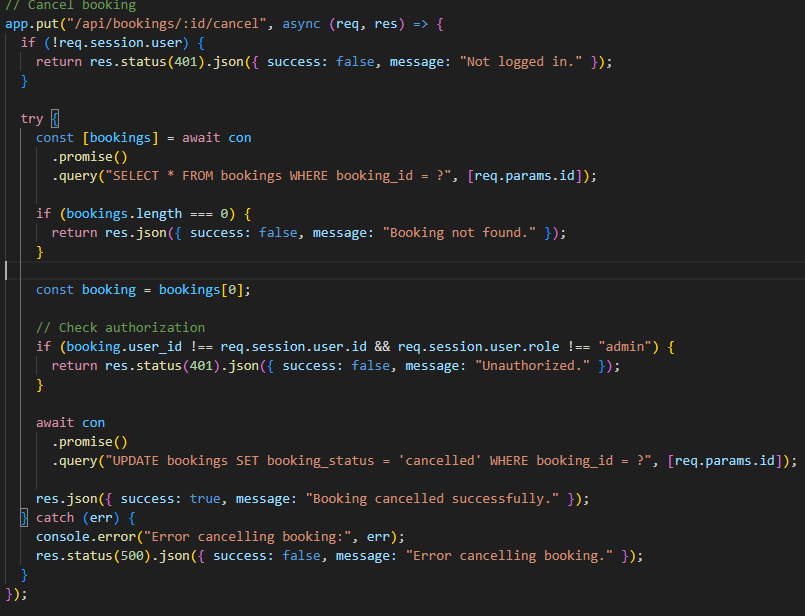 // Cancel booking
app.put("/api/bookings/:id/cancel", async (req, res) => {
  if (!req.session.user) {
    return res.status(401).json({ success: false, message: "Not logged in." });
  }

  try {
    const [bookings] = await con
      .promise()
      .query("SELECT * FROM bookings WHERE booking_id = ?", [req.params.id]);

    if (bookings.length === 0) {
      return res.json({ success: false, message: "Booking not found." });
    }

    const booking = bookings[0];

    // Check authorization
    if (booking.user_id !== req.session.user.id && req.session.user.role !== "admin") {
      return res.status(401).json({ success: false, message: "Unauthorized." });
    }

    await con
      .promise()
      .query("UPDATE bookings SET booking_status = 'cancelled' WHERE booking_id = ?", [req.params.id]);

    res.json({ success: true, message: "Booking cancelled successfully." });
  } catch (err) {
    console.error("Error cancelling booking:", err);
    res.status(500).json({ success: false, message: "Error cancelling booking." });
  }
});